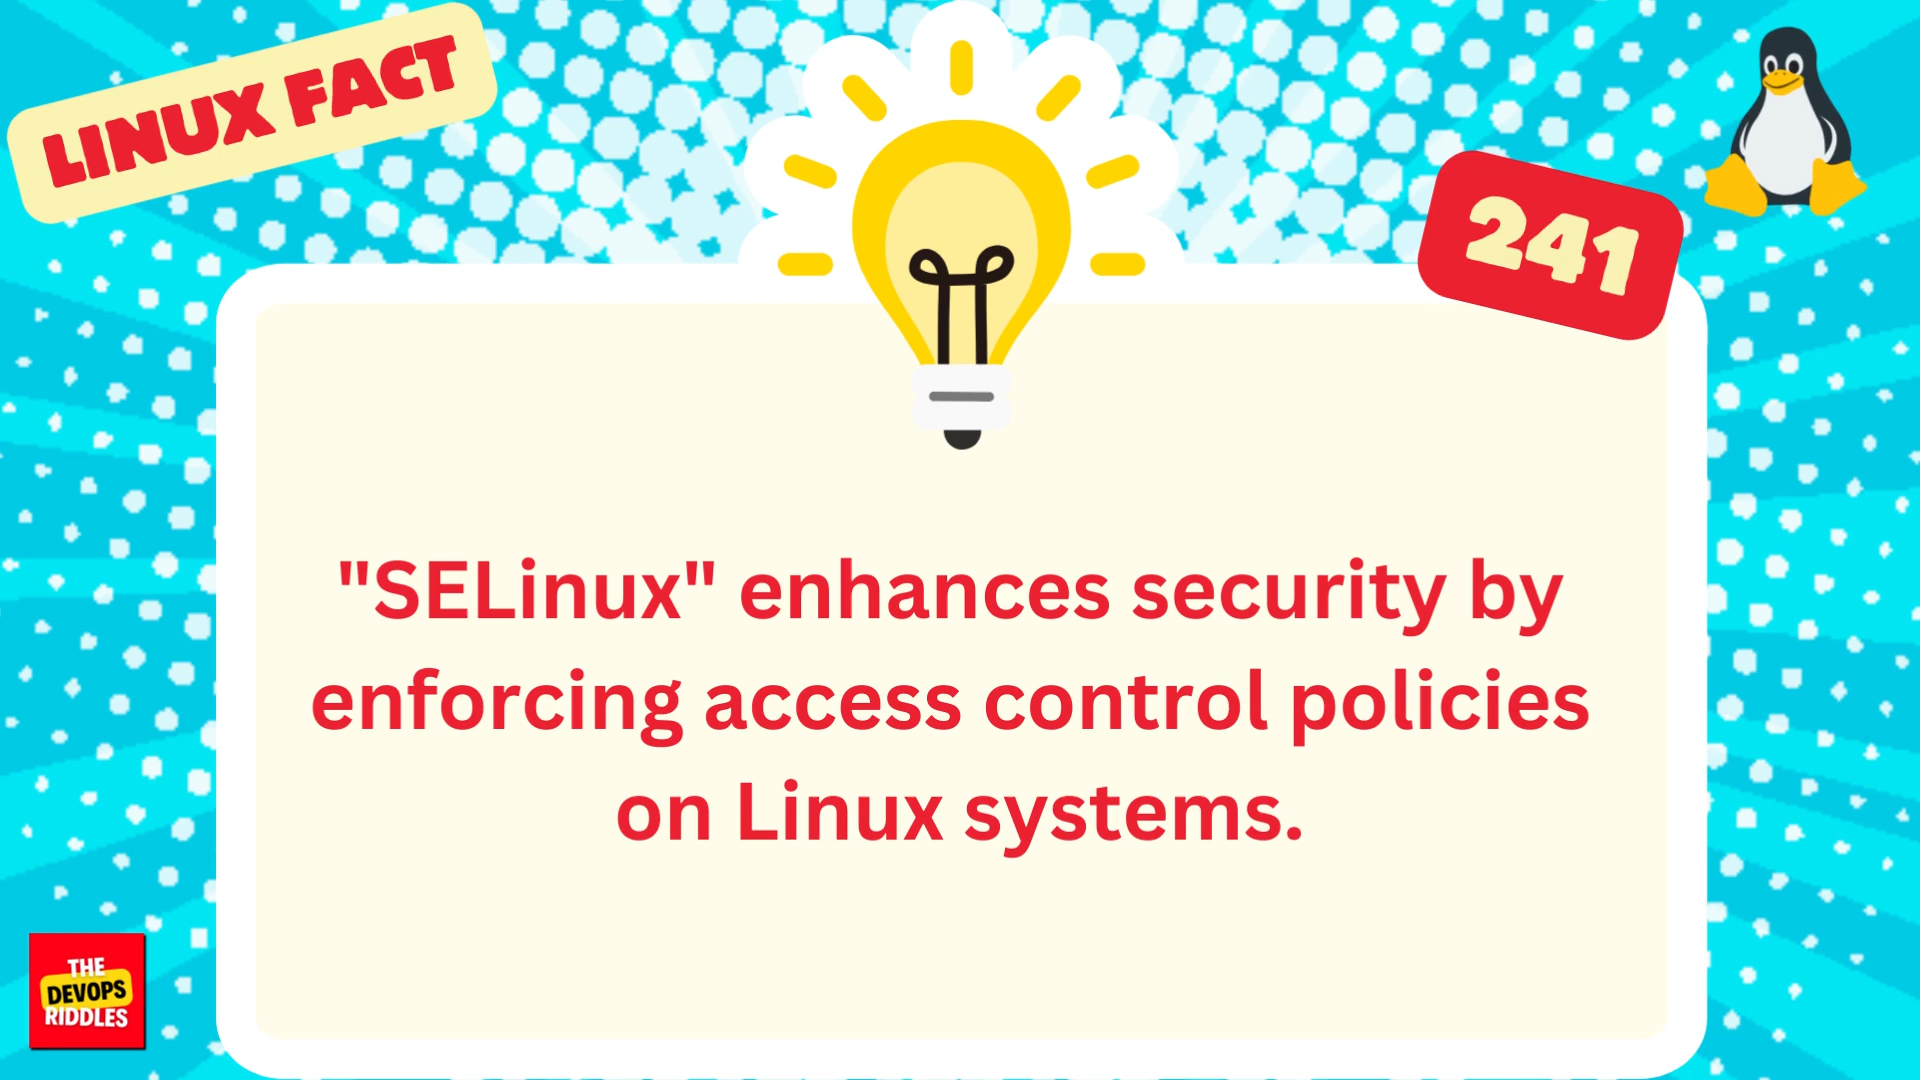 LINUX FACT
241
"SELinux" enhances security by
enforcing access control policies
on Linux systems.
THE
DEVOPS
RIDDLES